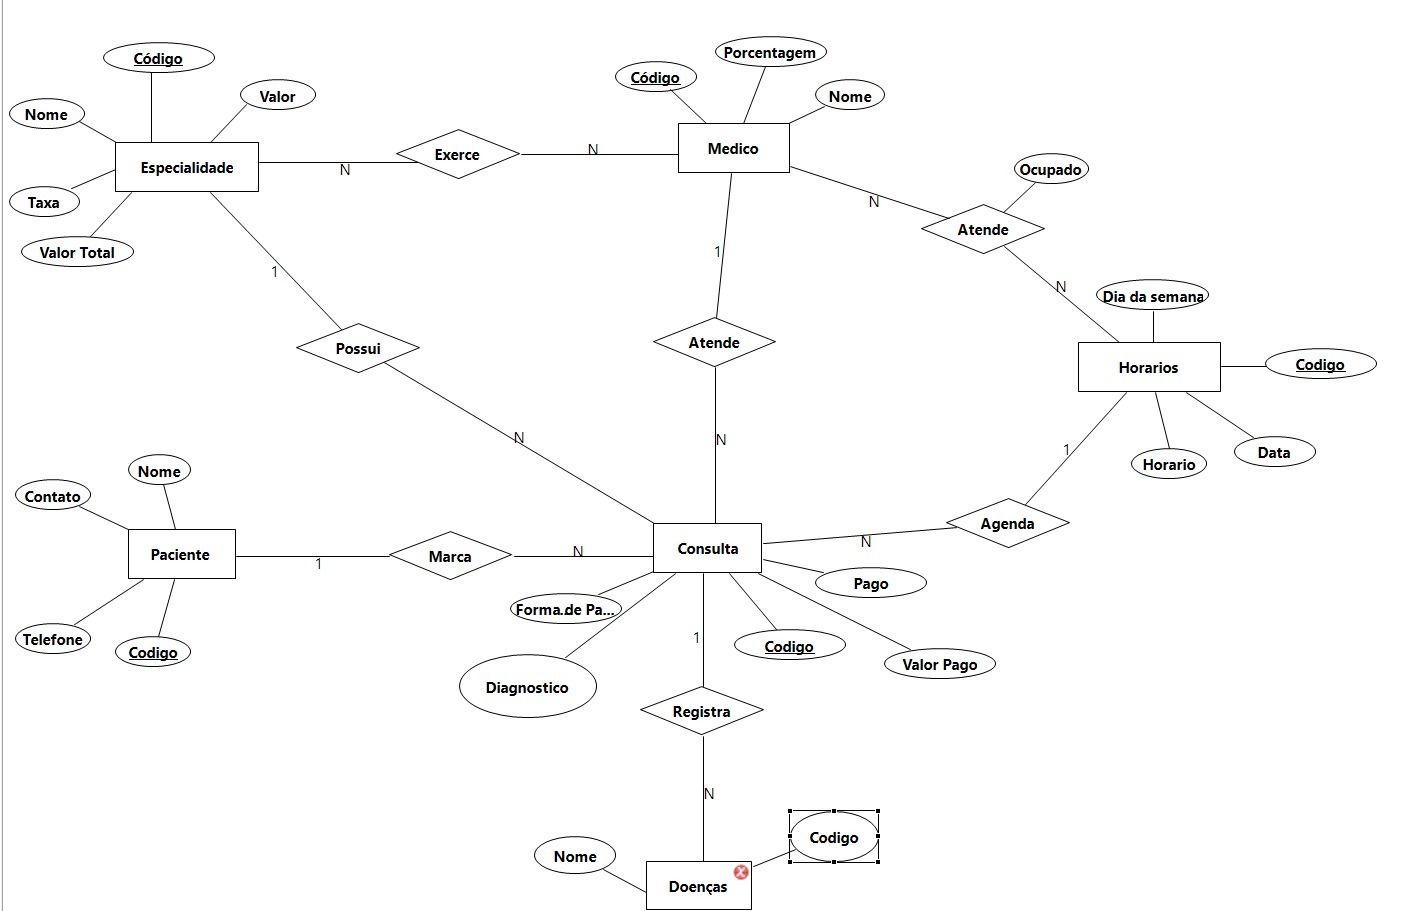 Código
Porcentagem
Código
Valor
Nome
Nome
Especialidade
N
Exerce
N
Medico
Ocupado
Taxa
N
Atende
Valor Total
1
1
N
Dia da semana
Possui
Atende
Horarios
Codigo
N
N
1
Horario
Data
Nome
Contato
Paciente
1
Marca
N
Consulta
N
Agenda
Forma.de Pa...
Pago
Telefone
Codigo
1
Codigo
Valor Pago
Diagnostico
Registra
N
Nome
Codigo
Doenças